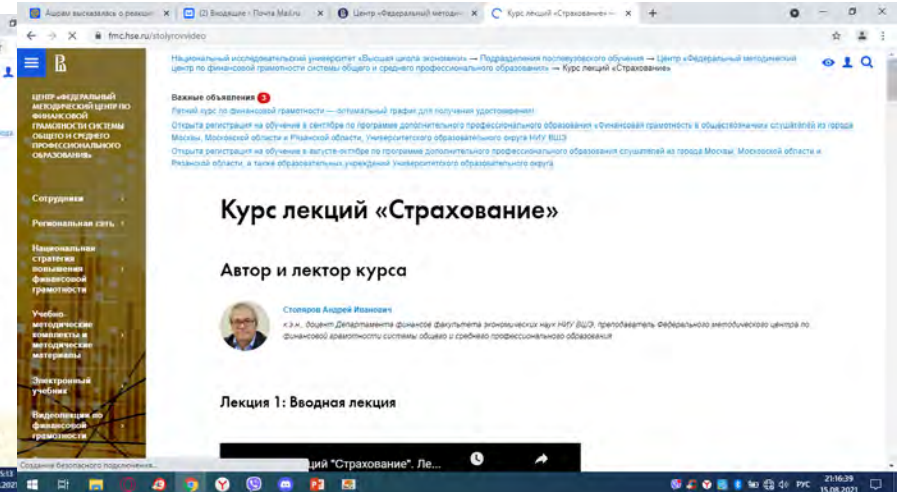 Ащрам высказалась о реакции
(2) Входящие - Почта Mail.ru
Центр «Федеральный методич
Курс лекций «Страхование» —
fmc.hse.ru/stolyrovvideo
Национальный исследовательский университет «Высшая школа экономики» → Подразделения послевузовского обучения → Центр «Федеральный методический
центр по финансовой грамотности системы общего и среднего профессионального образования» → Курс лекций «Страхование»
ЦЕНТР «ФЕДЕРАЛЬНЫЙ
МЕТОДИЧЕСКИЙ ЦЕНТР ПО
ФИНАНСОВОЙ
ГРАМОТНОСТИ СИСТЕМЫ
ОБЩЕГО И СРЕДНЕГО
ПРОФЕССИОНАЛЬНОГО
ОБРАЗОВАНИЯ»
Сотрудники
Региональная сеть
Национальная
стратегия
повышения
финансовой
грамотности
Учебно-
методические
комплекты и
методические
материалы
Электронный
учебник
Видеолекции по
финансовой
грамотности
Важные объявления 3
Летний курс по финансовой грамотности — оптимальный график для получения удостоверения!
Открыта регистрация на обучение в сентябре по программе дополнительного профессионального образования «Финансовая грамотность в обществознании» слушателей из города
Москвы, Московской области и Рязанской области, Университетского образовательного округа НИУ ВШЭ
Открыта регистрация на обучение в августе-октябре по программе дополнительного профессионального образования слушателей из города Москвы, Московской области и
Рязанской области, а также образовательных учреждений Университетского образовательного округа
Курс лекций «Страхование»
Автор и лектор курса
Столяров Андрей Иванович
к.э.н., доцент Департамента финансов факультета экономических наук НИУ ВШЭ, преподаватель Федерального методического центра по
финансовой грамотности системы общего и среднего профессионального образования
Лекция 1: Вводная лекция
ций "Страхование". Ле...
Создание безопасного подключения...
РУС
21:16:39
15.08.2021